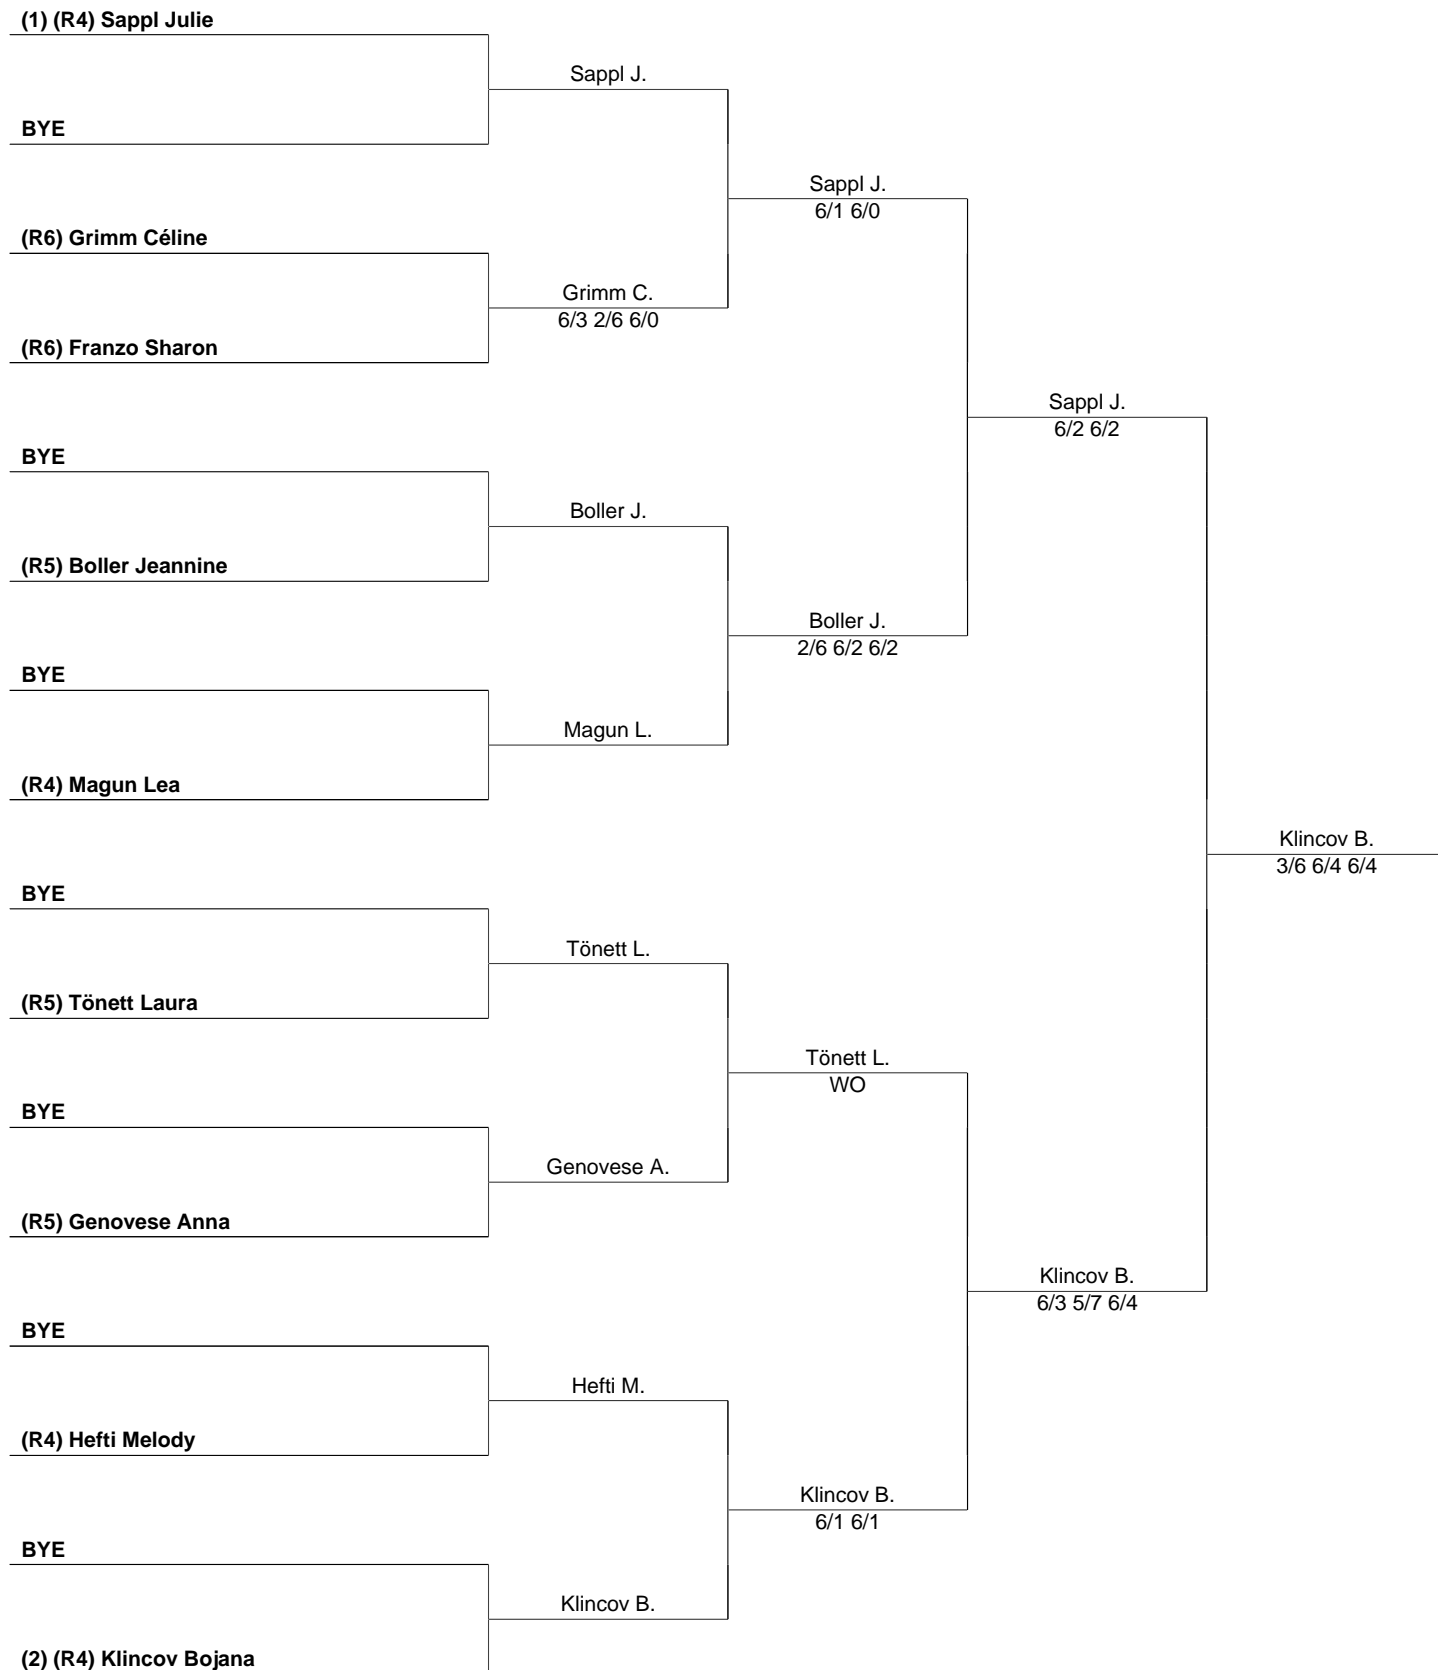 (1) (R4) Sappl Julie
Sappl J.
BYE
Sappl J.
6/1 6/0
(R6) Grimm Céline
Grimm C.
6/3 2/6 6/0
(R6) Franzo Sharon
Sappl J.
6/2 6/2
BYE
Boller J.
(R5) Boller Jeannine
Boller J.
2/6 6/2 6/2
BYE
Magun L.
(R4) Magun Lea
Klincov B.
3/6 6/4 6/4
BYE
Tönett L.
(R5) Tönett Laura
Tönett L.
WO
BYE
Genovese A.
(R5) Genovese Anna
Klincov B.
6/3 5/7 6/4
BYE
Hefti M.
(R4) Hefti Melody
Klincov B.
6/1 6/1
BYE
Klincov B.
(2) (R4) Klincov Bojana